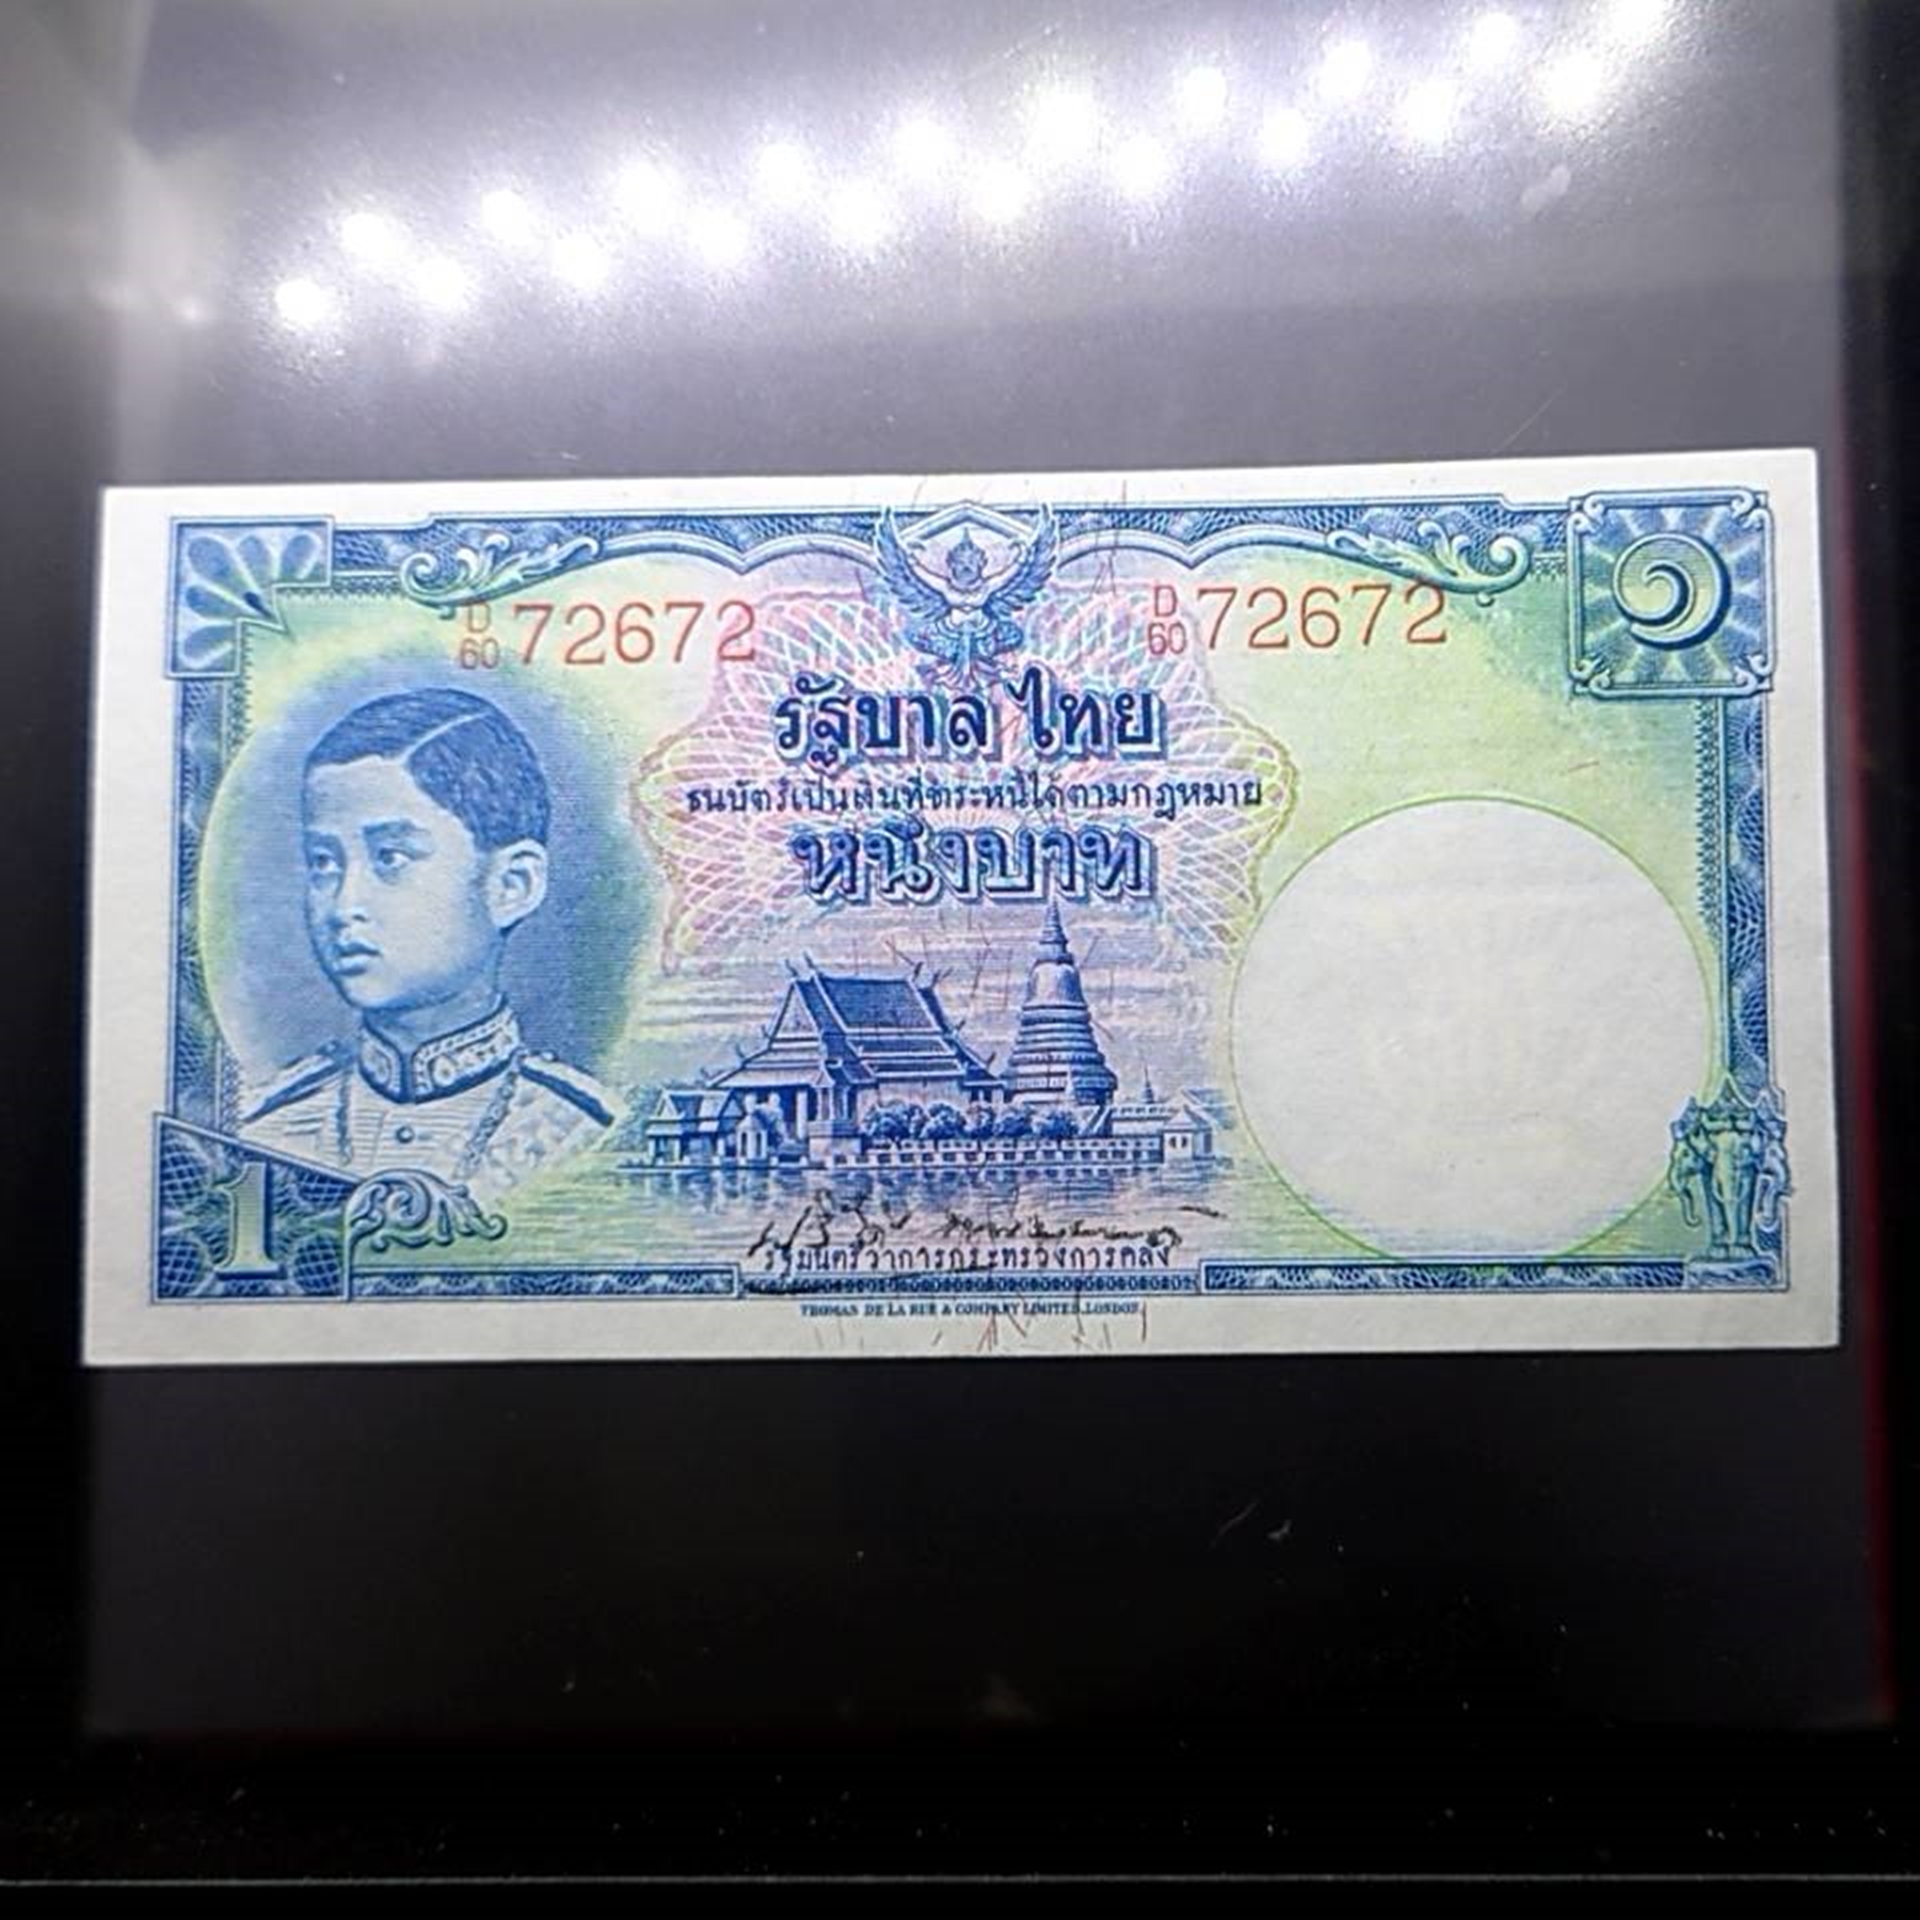 D/60 72672 D/60 72672
๑
รัฐบาลไทย
ธนบัตร์เป็นเงินที่ชำระหนี้ได้ตามกฎหมาย
หนึ่งบาท
1
รัฐมนตรีว่าการกระทรวงการคลัง
THOMAS DE LA RUE & COMPANY LIMITED, LONDON.